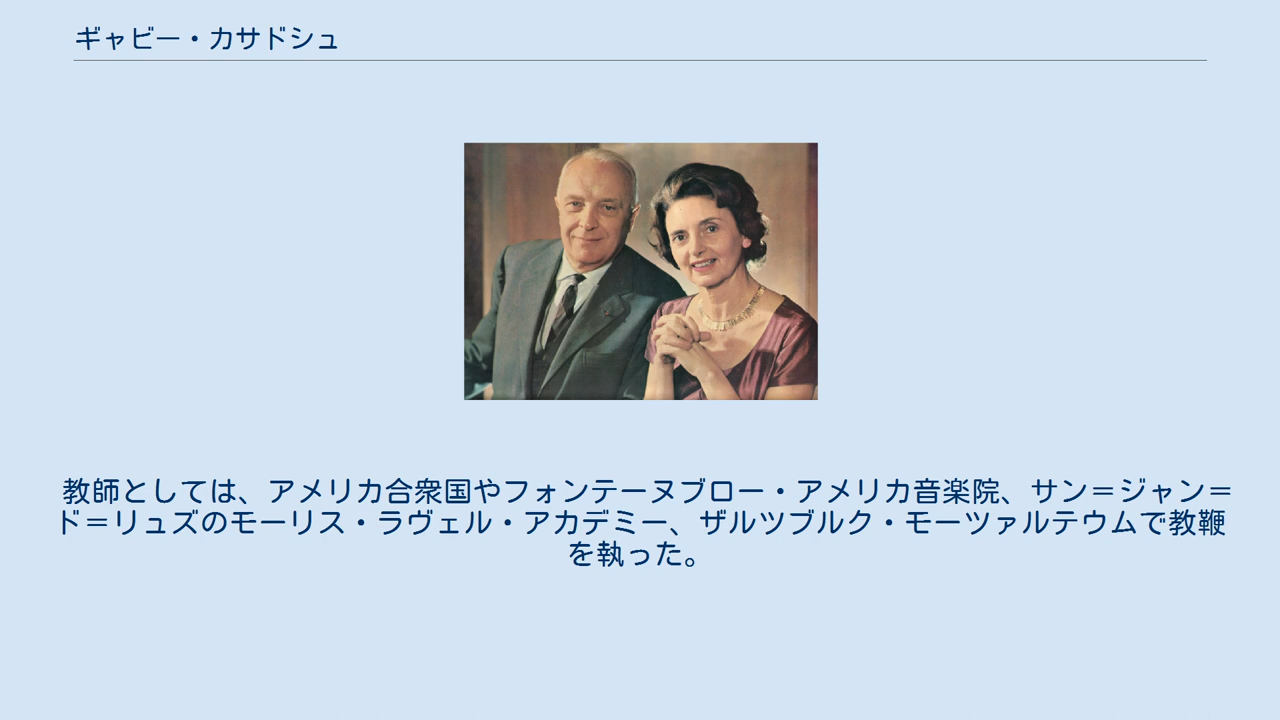 ギャビー・カサドシュ
教師としては、アメリカ合衆国やフォンテーヌブロー・アメリカ音楽院、サン＝ジャン＝
ド＝リュズのモーリス・ラヴェル・アカデミー、ザルツブルク・モーツァルテウムで教鞭
を執った。